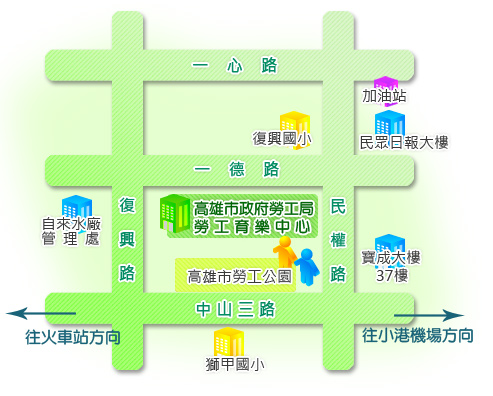 一心路
加油站
復興國小
民眾日報大樓
一德路
復興路
高雄市政府勞工局
勞工育樂中心
民權路
自來水廠
管理處
寶成大樓
37樓
高雄市勞工公園
中山三路
往火車站方向
往小港機場方向
獅甲國小